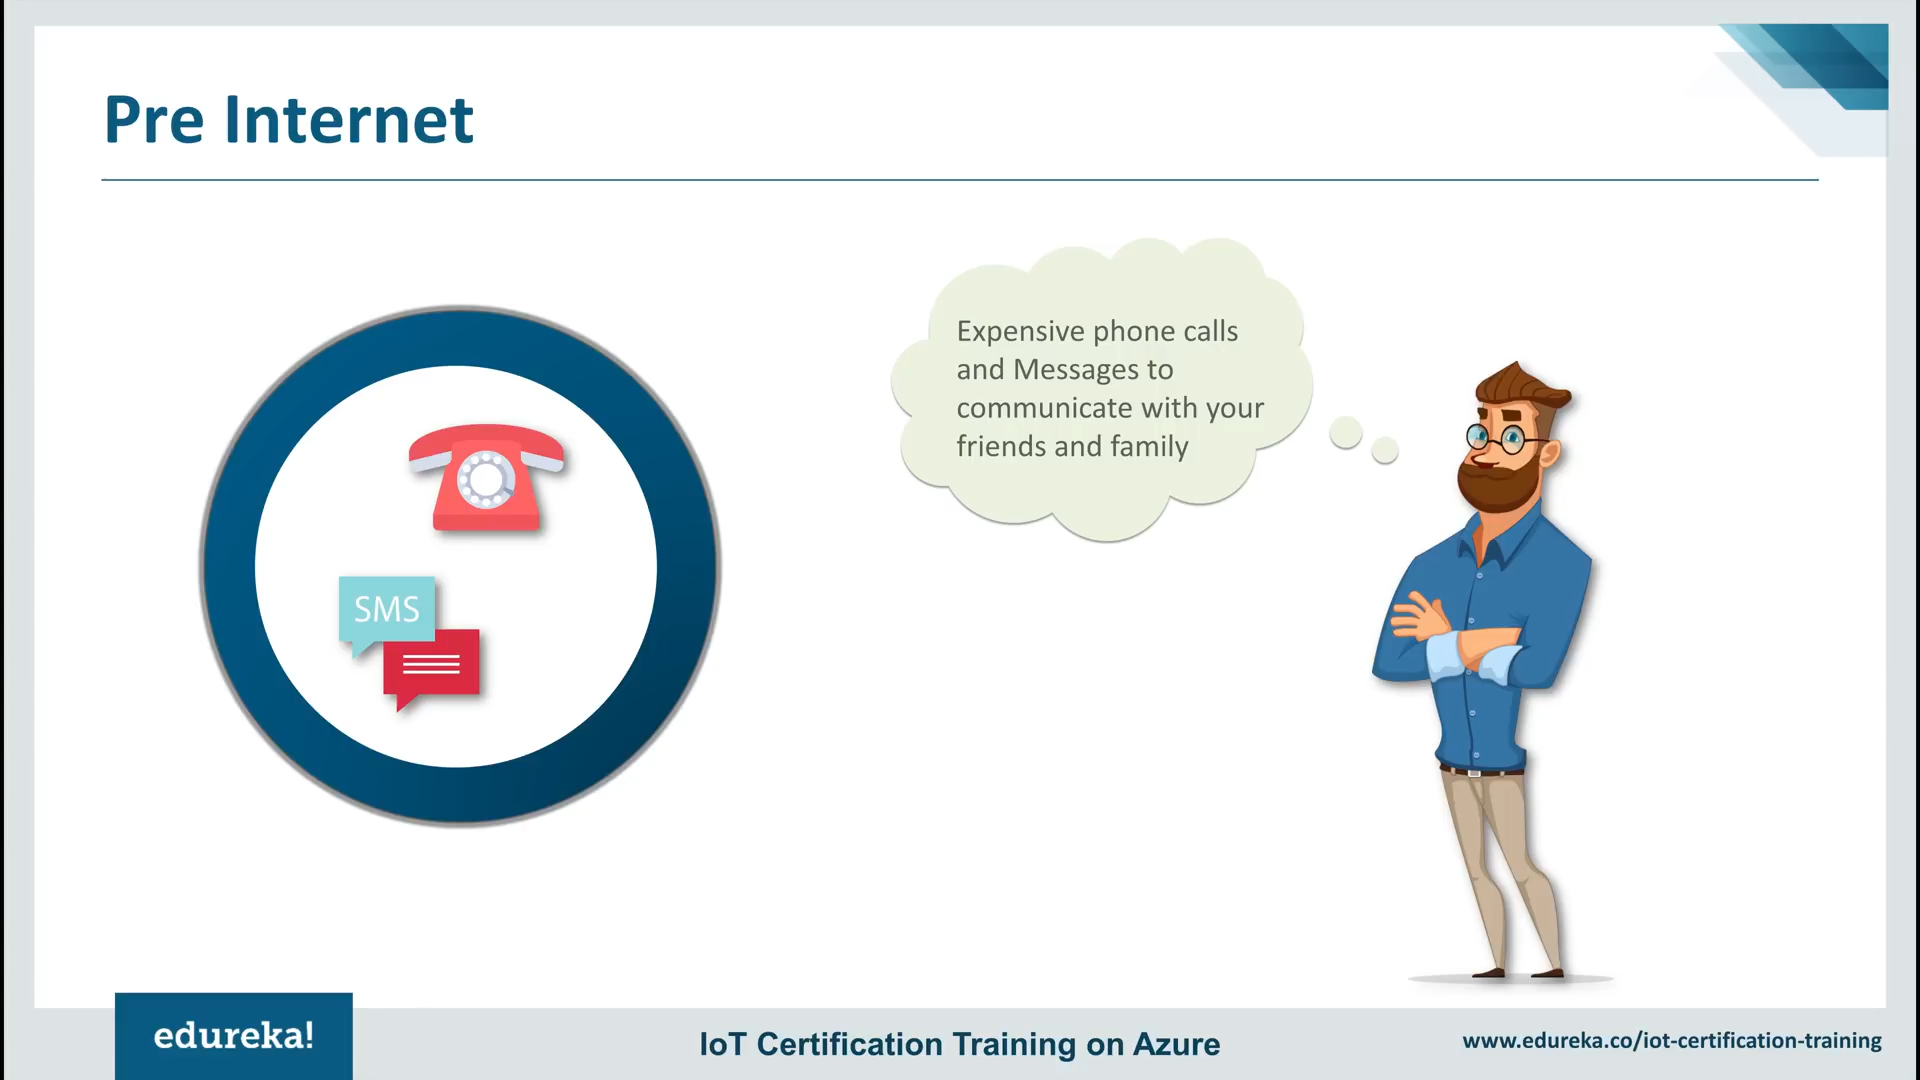 Pre Internet
Expensive phone calls
and Messages to
communicate with your
friends and family
SMS
edureka!
IoT Certification Training on Azure
www.edureka.co/iot-certification-training